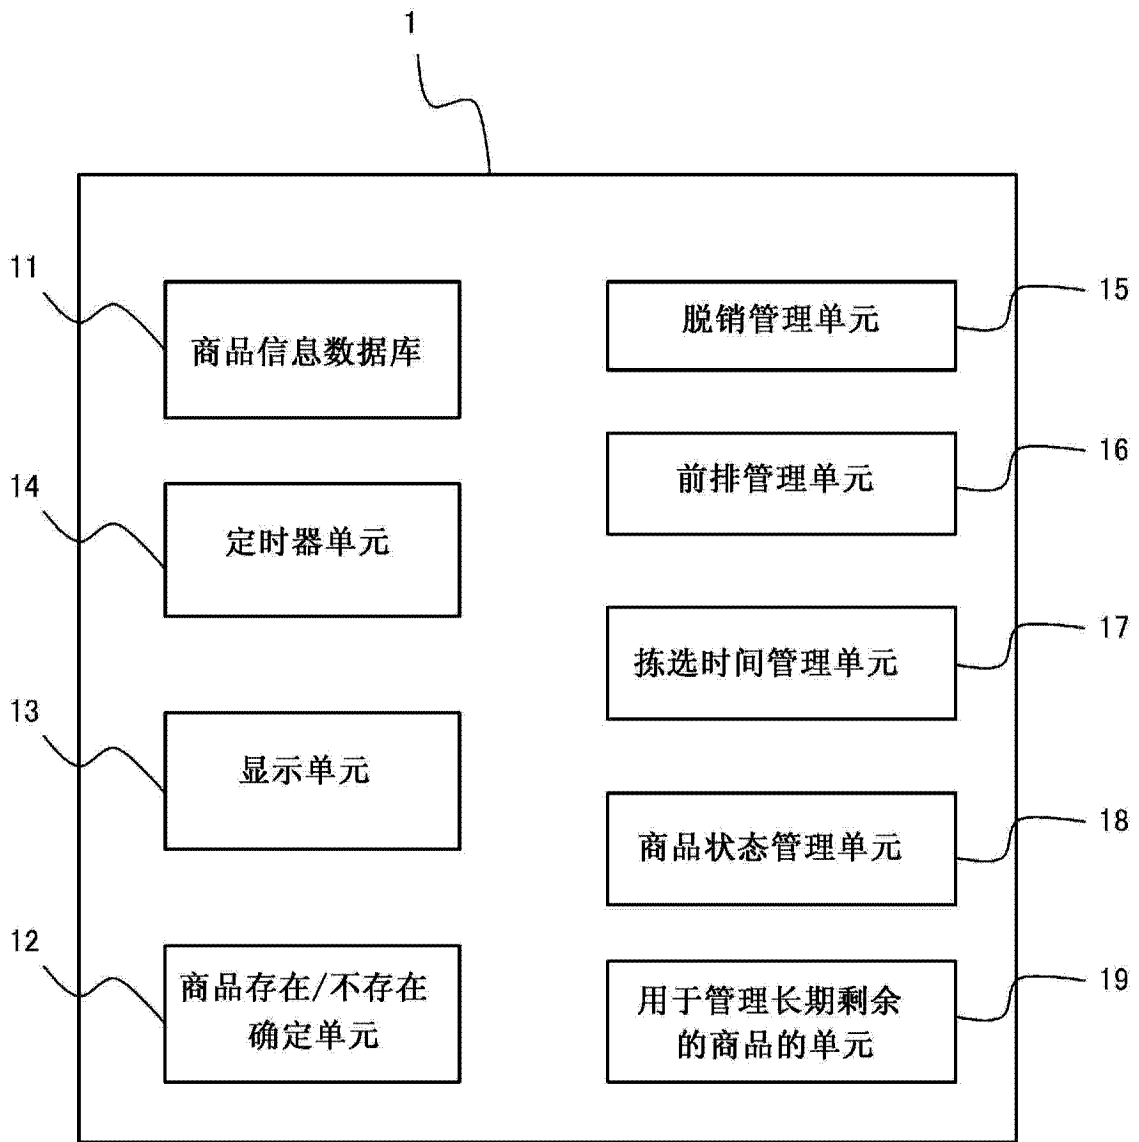 1
11
商品信息数据库
15
脱销管理单元
14
定时器单元
16
前排管理单元
17
拣选时间管理单元
13
显示单元
18
商品状态管理单元
12
商品存在/不存在
确定单元
19
用于管理长期剩余
的商品的单元